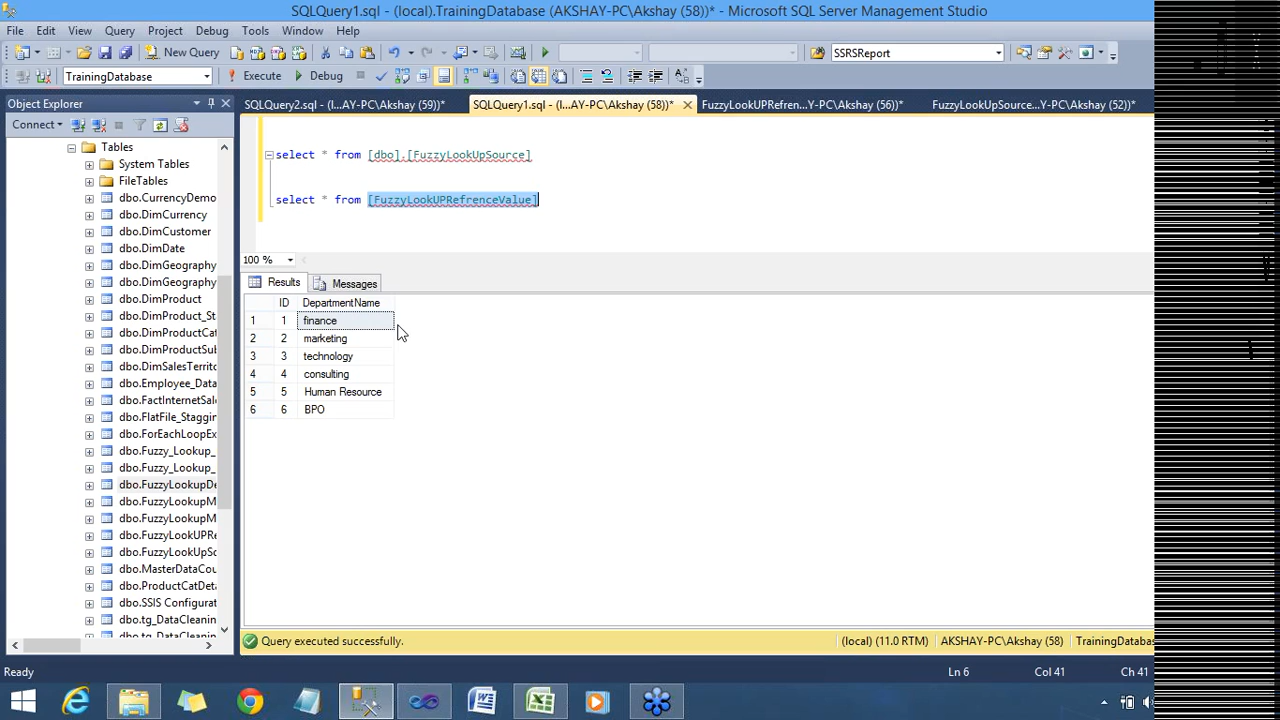 SQLQuery1.sql - (local).TrainingDatabase (AKSHAY-PC\Akshay (58))* - Microsoft SQL Server Management Studio
File Edit View Query Project Debug Tools Window Help
New Query
SSRSReport
TrainingDatabase
Execute
Debug
Object Explorer
SQLQuery2.sql - (l...AY-PC\Akshay (59))*
SQLQuery1.sql - (l...AY-PC\Akshay (58))*
FuzzyLookUPRefren...Y-PC\Akshay (56))*
FuzzyLookUpSource...Y-PC\Akshay (52))*
Connect
Tables
System Tables
FileTables
dbo.CurrencyDemo
dbo.DimCurrency
dbo.DimCustomer
dbo.DimDate
dbo.DimGeography
dbo.DimGeography
dbo.DimProduct
dbo.DimProduct_St
dbo.DimProductCat
dbo.DimProductSub
dbo.DimSalesTerrito
dbo.Employee_Data
dbo.FactInternetSal
dbo.FlatFile_Staggin
dbo.ForEachLoopEx
dbo.Fuzzy_Lookup_
dbo.Fuzzy_Lookup_
dbo.FuzzyLookupDe
dbo.FuzzyLookupM
dbo.FuzzyLookupM
dbo.FuzzyLookUPRe
dbo.FuzzyLookUpSo
dbo.MasterDataCou
dbo.ProductCatDet
dbo.SSIS Configurat
dbo.tg_DataCleanin
dbo.tg_DataCleanin
select * from [dbo].[FuzzyLookUpSource]
select * from [FuzzyLookUPRefrenceValue]
100 %
Results Messages
ID DepartmentName
1 1 finance
2 2 marketing
3 3 technology
4 4 consulting
5 5 Human Resource
6 6 BPO
Query executed successfully.
(local) (11.0 RTM) AKSHAY-PC\Akshay (58) TrainingDatabas
Ready
Ln 6 Col 41 Ch 41